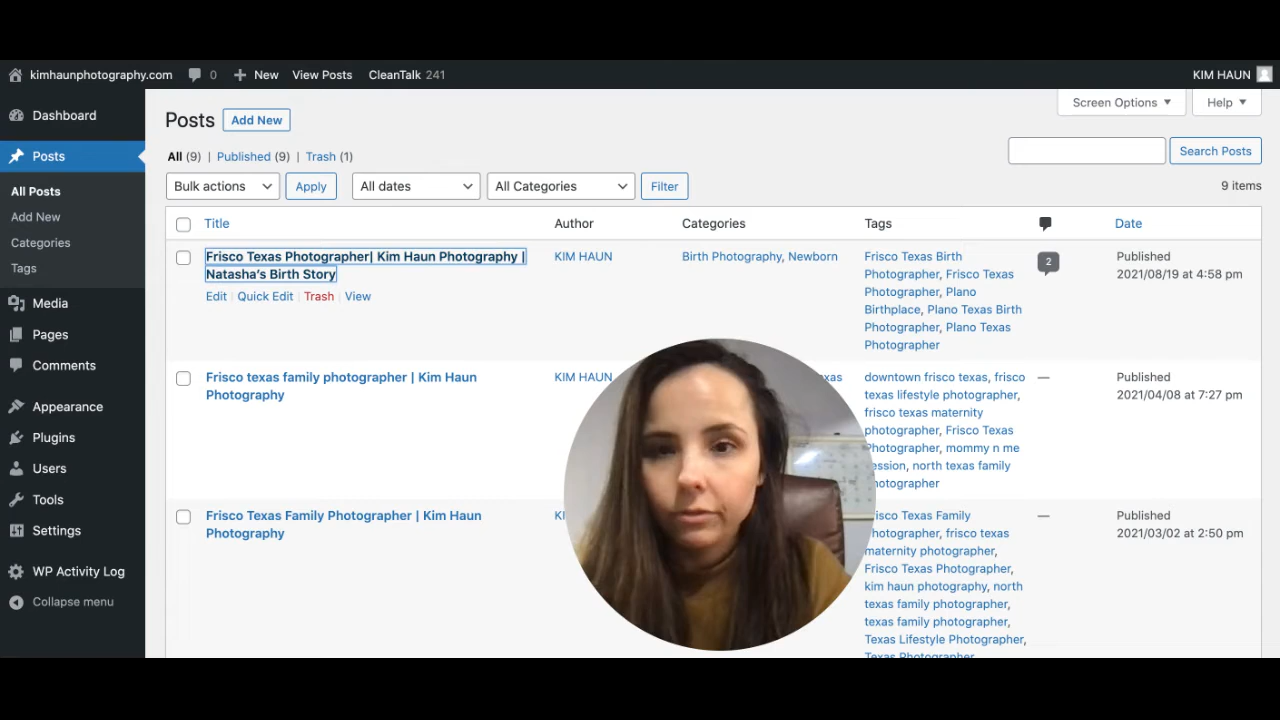 kimhaunphotography.com 0 New View Posts CleanTalk 241 KIM HAUN
Dashboard
Posts
All Posts
Add New
Categories
Tags
Media
Pages
Comments
Appearance
Plugins
Users
Tools
Settings
WP Activity Log
Collapse menu
Screen Options Help
Posts Add New
All (9) | Published (9) | Trash (1)
Search Posts
Bulk actions Apply All dates All Categories Filter
9 items
Title Author Categories Tags Date
Frisco Texas Photographer| Kim Haun Photography |
Natasha's Birth Story
Edit | Quick Edit | Trash | View
KIM HAUN
Birth Photography, Newborn
Frisco Texas Birth
Photographer, Frisco Texas
Photographer, Plano
Birthplace, Plano Texas Birth
Photographer, Plano Texas
Photographer
2
Published
2021/08/19 at 4:58 pm
Frisco texas family photographer | Kim Haun
Photography
KIM HAUN
downtown frisco texas, frisco
texas lifestyle photographer,
frisco texas maternity
photographer, Frisco Texas
Photographer, mommy n me
session, north texas family
photographer
—
Published
2021/04/08 at 7:27 pm
Frisco Texas Family Photographer | Kim Haun
Photography
Frisco Texas Family
Photographer, frisco texas
maternity photographer,
Frisco Texas Photographer,
kim haun photography, north
texas family photographer,
texas family photographer,
Texas Lifestyle Photographer,
Texas Photographer
—
Published
2021/03/02 at 2:50 pm